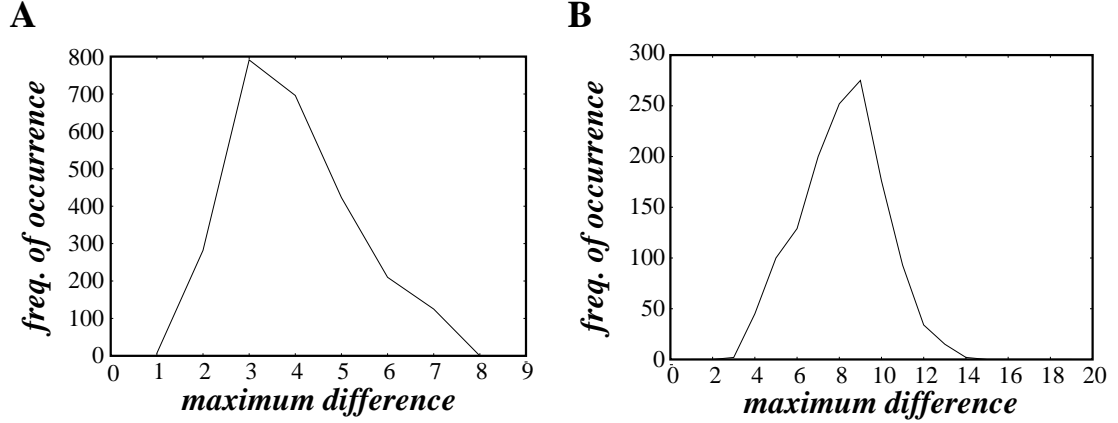 A
freq. of occurrence
800
700
600
500
400
300
200
100
0
0 1 2 3 4 5 6 7 8 9
maximum difference
B
freq. of occurrence
300
250
200
150
100
50
0
0 2 4 6 8 10 12 14 16 18 20
maximum difference